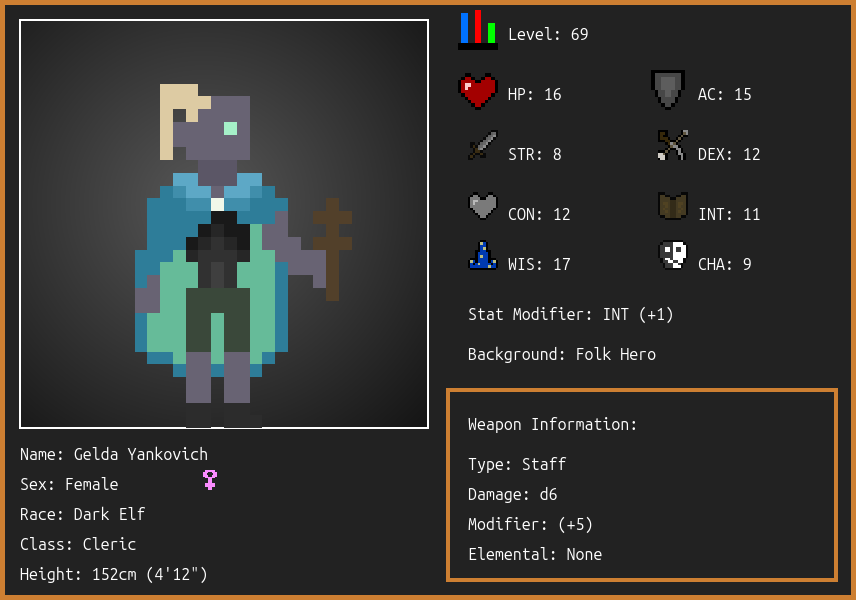 Level: 69
HP: 16
AC: 15
STR: 8
DEX: 12
CON: 12
INT: 11
WIS: 17
CHA: 9
Stat Modifier: INT (+1)
Background: Folk Hero
Weapon Information:
Type: Staff
Damage: d6
Modifier: (+5)
Elemental: None
Name: Gelda Yankovich
Sex: Female
Race: Dark Elf
Class: Cleric
Height: 152cm (4'12")